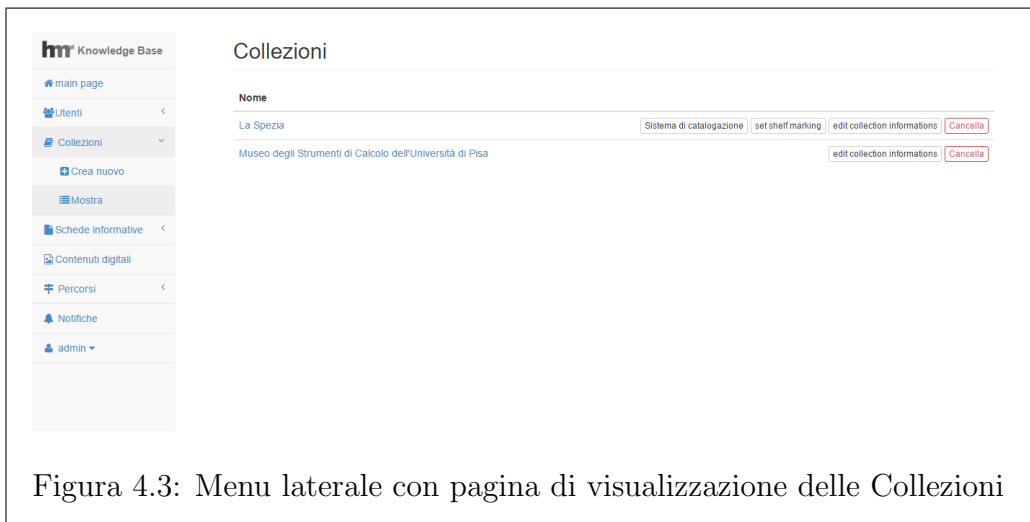 hmr Knowledge Base
main page
Utenti
Collezioni
Crea nuovo
Mostra
Schede informative
Contenuti digitali
Percorsi
Notifiche
admin
Collezioni
Nome
La Spezia Sistema di catalogazione set shelf marking edit collection informations Cancella
Museo degli Strumenti di Calcolo dell'Università di Pisa edit collection informations Cancella
Figura 4.3: Menu laterale con pagina di visualizzazione delle Collezioni